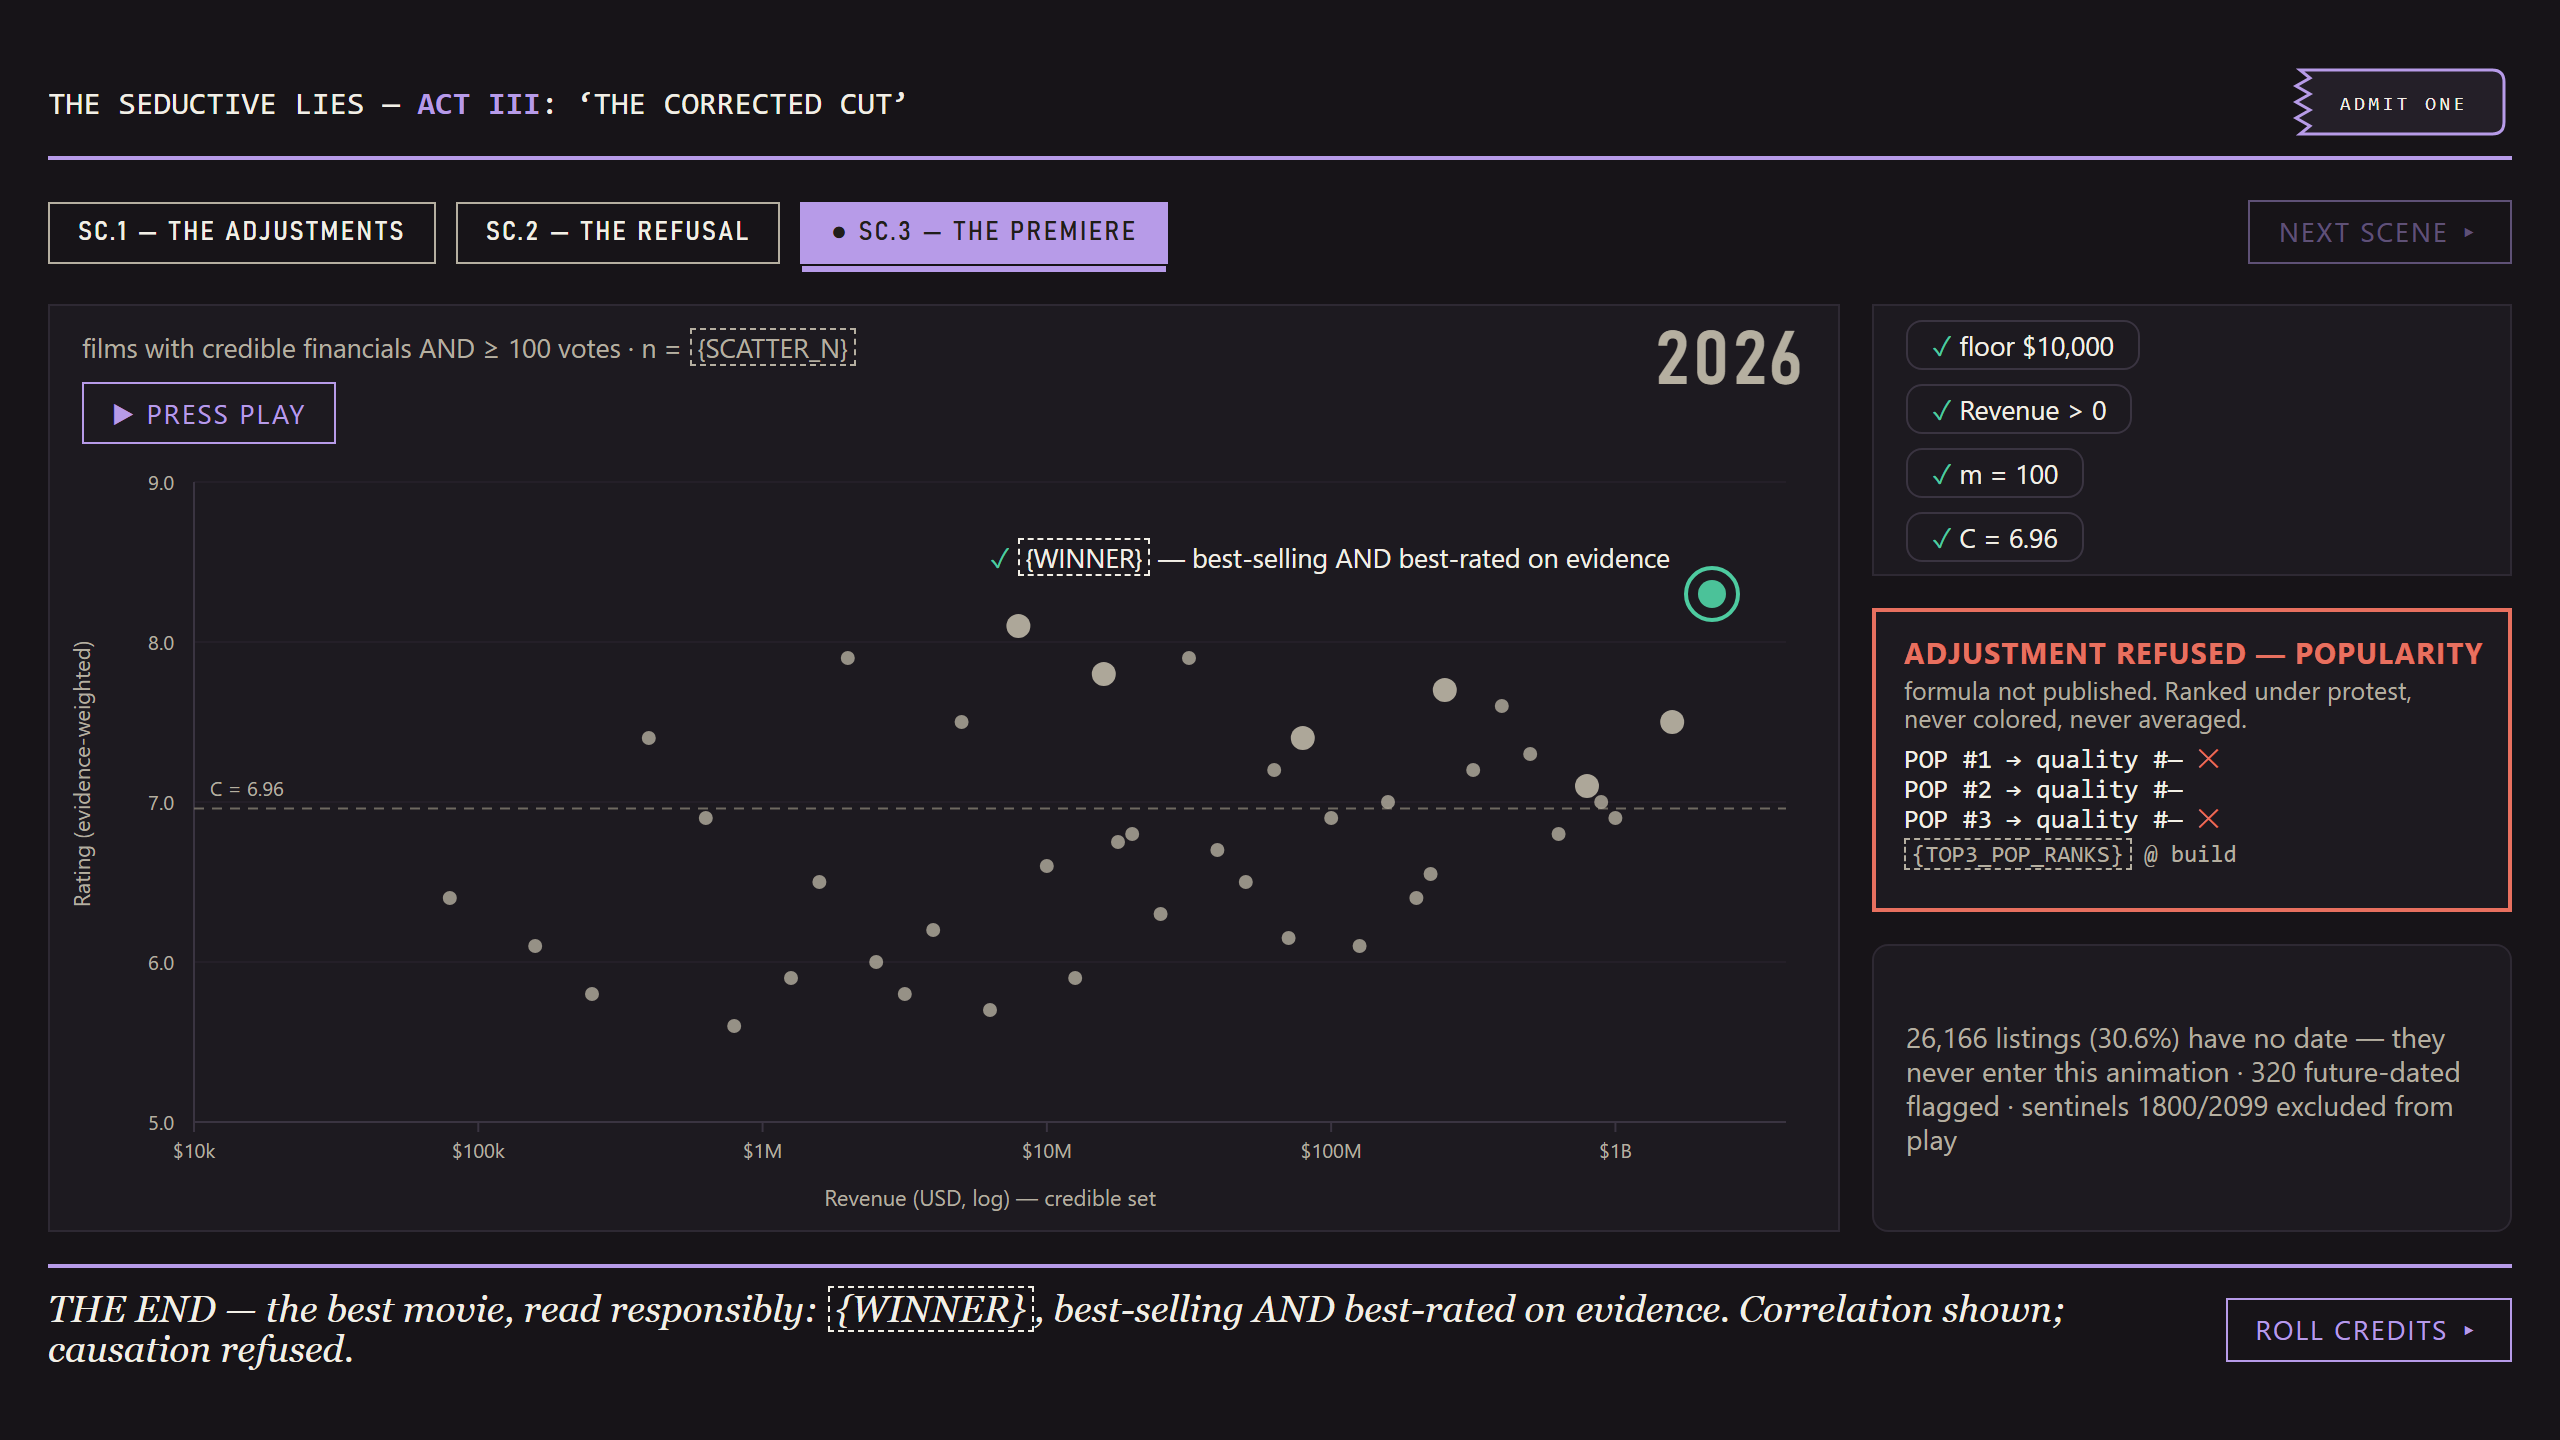 THE SEDUCTIVE LIES — ACT III: ‘THE CORRECTED CUT’
ADMIT ONE
SC.1 — THE ADJUSTMENTS
SC.2 — THE REFUSAL
● SC.3 — THE PREMIERE
NEXT SCENE ▸
films with credible financials AND ≥ 100 votes · n = {SCATTER_N}
2026
▶ PRESS PLAY
✓ {WINNER} — best-selling AND best-rated on evidence
9.0
8.0
7.0
6.0
5.0
C = 6.96
Rating (evidence-weighted)
$10k
$100k
$1M
$10M
$100M
$1B
Revenue (USD, log) — credible set
✓ floor $10,000
✓ Revenue > 0
✓ m = 100
✓ C = 6.96
ADJUSTMENT REFUSED — POPULARITY
formula not published. Ranked under protest,
never colored, never averaged.
POP #1 → quality #— ✕
POP #2 → quality #—
POP #3 → quality #— ✕
{TOP3_POP_RANKS} @ build
26,166 listings (30.6%) have no date — they
never enter this animation · 320 future-dated
flagged · sentinels 1800/2099 excluded from
play
THE END — the best movie, read responsibly: {WINNER}, best-selling AND best-rated on evidence. Correlation shown;
causation refused.
ROLL CREDITS ▸